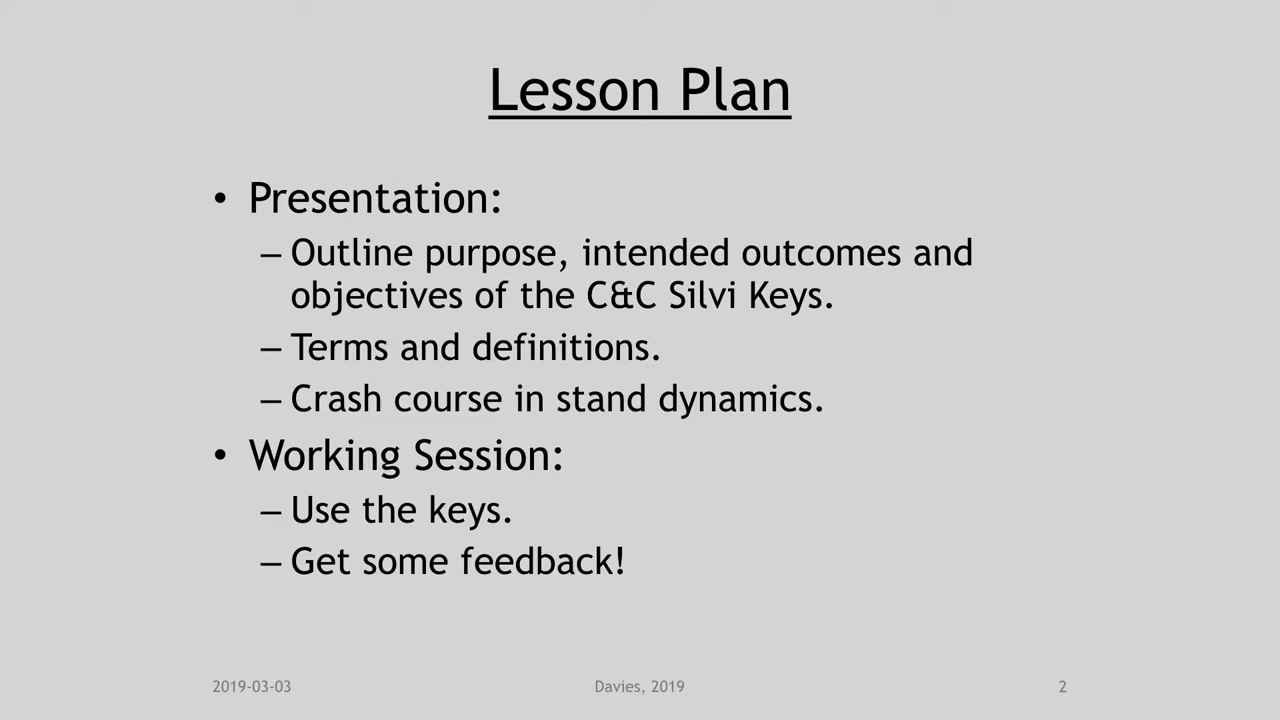 Lesson Plan
• Presentation:
– Outline purpose, intended outcomes and
objectives of the C&C Silvi Keys.
– Terms and definitions.
– Crash course in stand dynamics.
• Working Session:
– Use the keys.
– Get some feedback!
2019-03-03 Davies, 2019 2